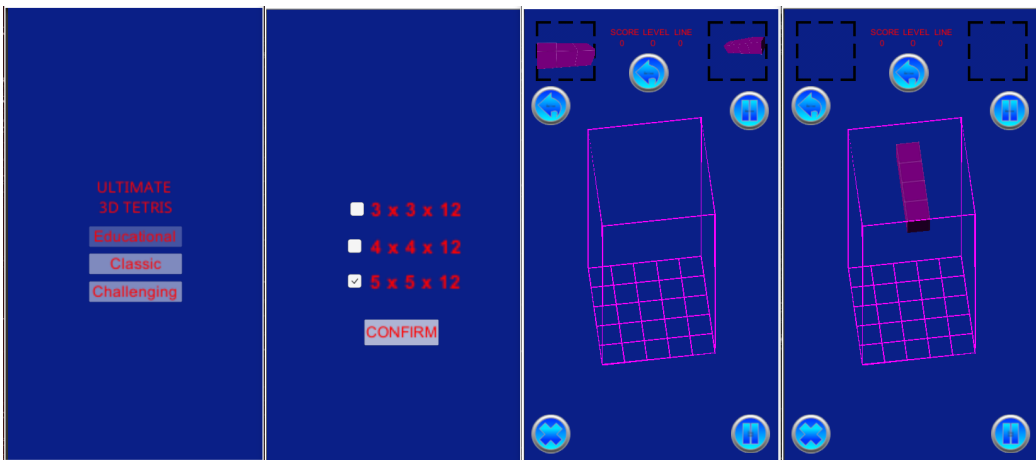 ULTIMATE
3D TETRIS
Educational
Classic
Challenging
3 x 3 x 12
4 x 4 x 12
5 x 5 x 12
CONFIRM
SCORE LEVEL LINE
0 0 0
SCORE LEVEL LINE
0 0 0